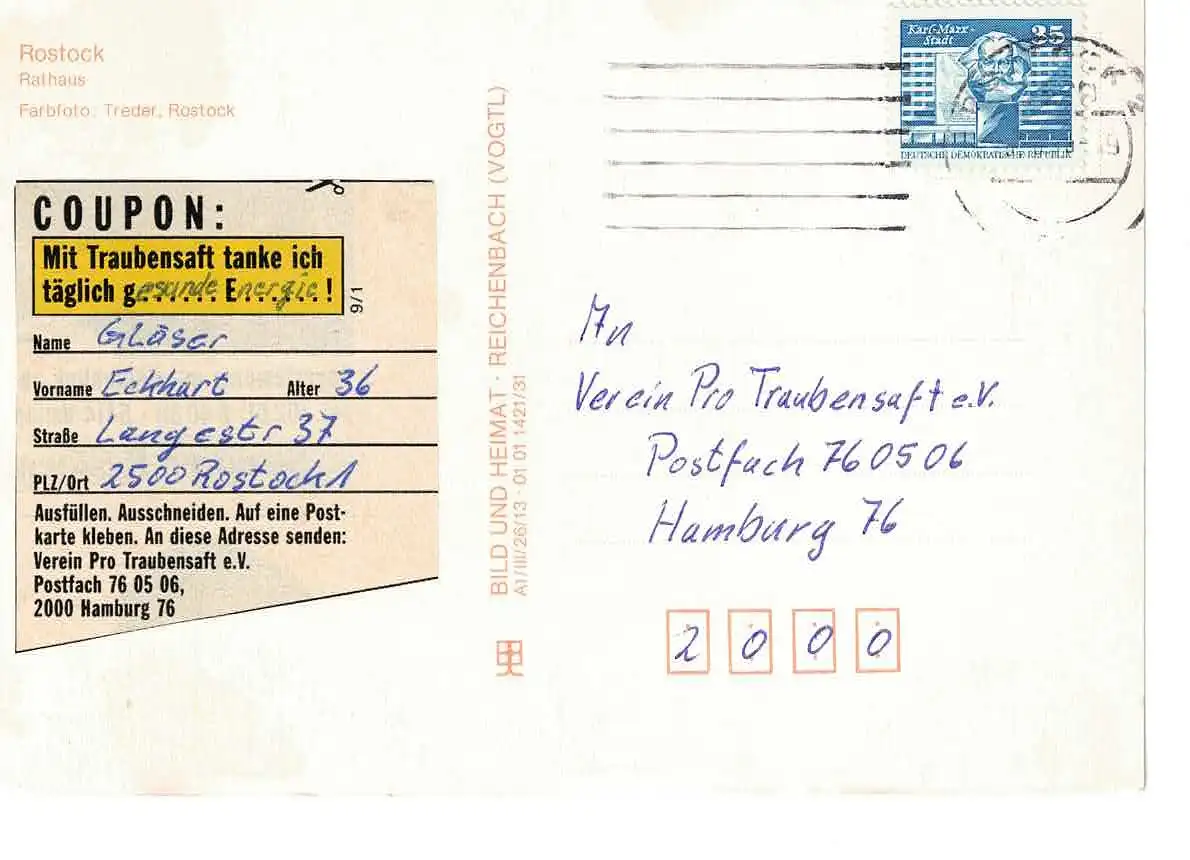 Rostock
Rathaus
Farbfoto: Treder, Rostock
COUPON:
Mit Traubensaft tanke ich
täglich gesunde Energie!
9/1
Name Gläser
Vorname Eckhart Alter 36
Straße Langestr 37
PLZ/Ort 2500 Rostock 1
Ausfüllen. Ausschneiden. Auf eine Post-
karte kleben. An diese Adresse senden:
Verein Pro Traubensaft e.V.
Postfach 76 05 06,
2000 Hamburg 76
BILD UND HEIMAT · REICHENBACH (VOGTL)
A1/III/26/13 · 01 01 1421/31
Karl-Marx-
Stadt
35
DEUTSCHE DEMOKRATISCHE REPUBLIK
An
Verein Pro Traubensaft e.V.
Postfach 760506
Hamburg 76
2 0 0 0